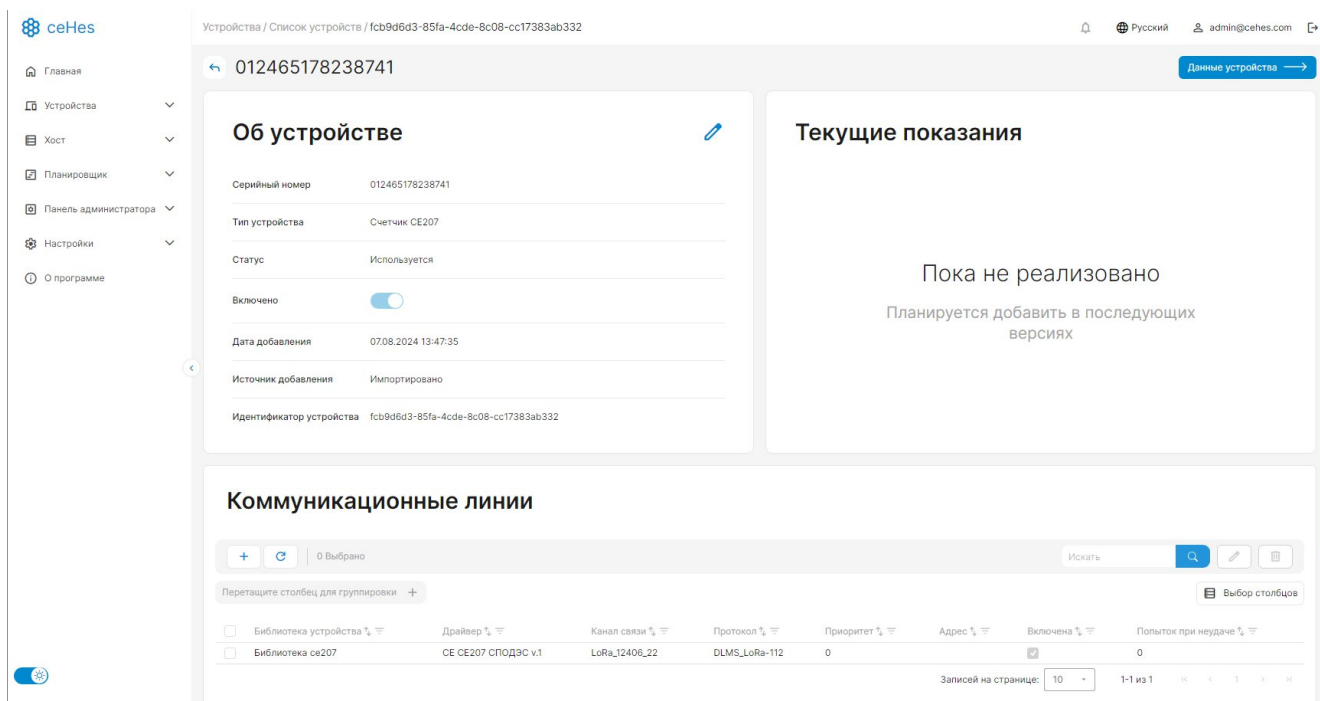 ceHes
Устройства / Список устройств / fcb9d6d3-85fa-4cde-8c08-cc17383ab332
Русский
admin@cehes.com
Главная
Устройства
Хост
Планировщик
Панель администратора
Настройки
О программе
012465178238741
Данные устройства
Об устройстве
Серийный номер 012465178238741
Тип устройства Счетчик CE207
Статус Используется
Включено
Дата добавления 07.08.2024 13:47:35
Источник добавления Импортировано
Идентификатор устройства fcb9d6d3-85fa-4cde-8c08-cc17383ab332
Текущие показания
Пока не реализовано
Планируется добавить в последующих
версиях
Коммуникационные линии
0 Выбрано
Искать
Перетащите столбец для группировки
Выбор столбцов
Библиотека устройства Драйвер Канал связи Протокол Приоритет Адрес Включена Попыток при неудаче
Библиотека ce207 CE CE207 СПОДЭС v.1 LoRa_12406_22 DLMS_LoRa-112 0 0
Записей на странице: 10 1-1 из 1 1